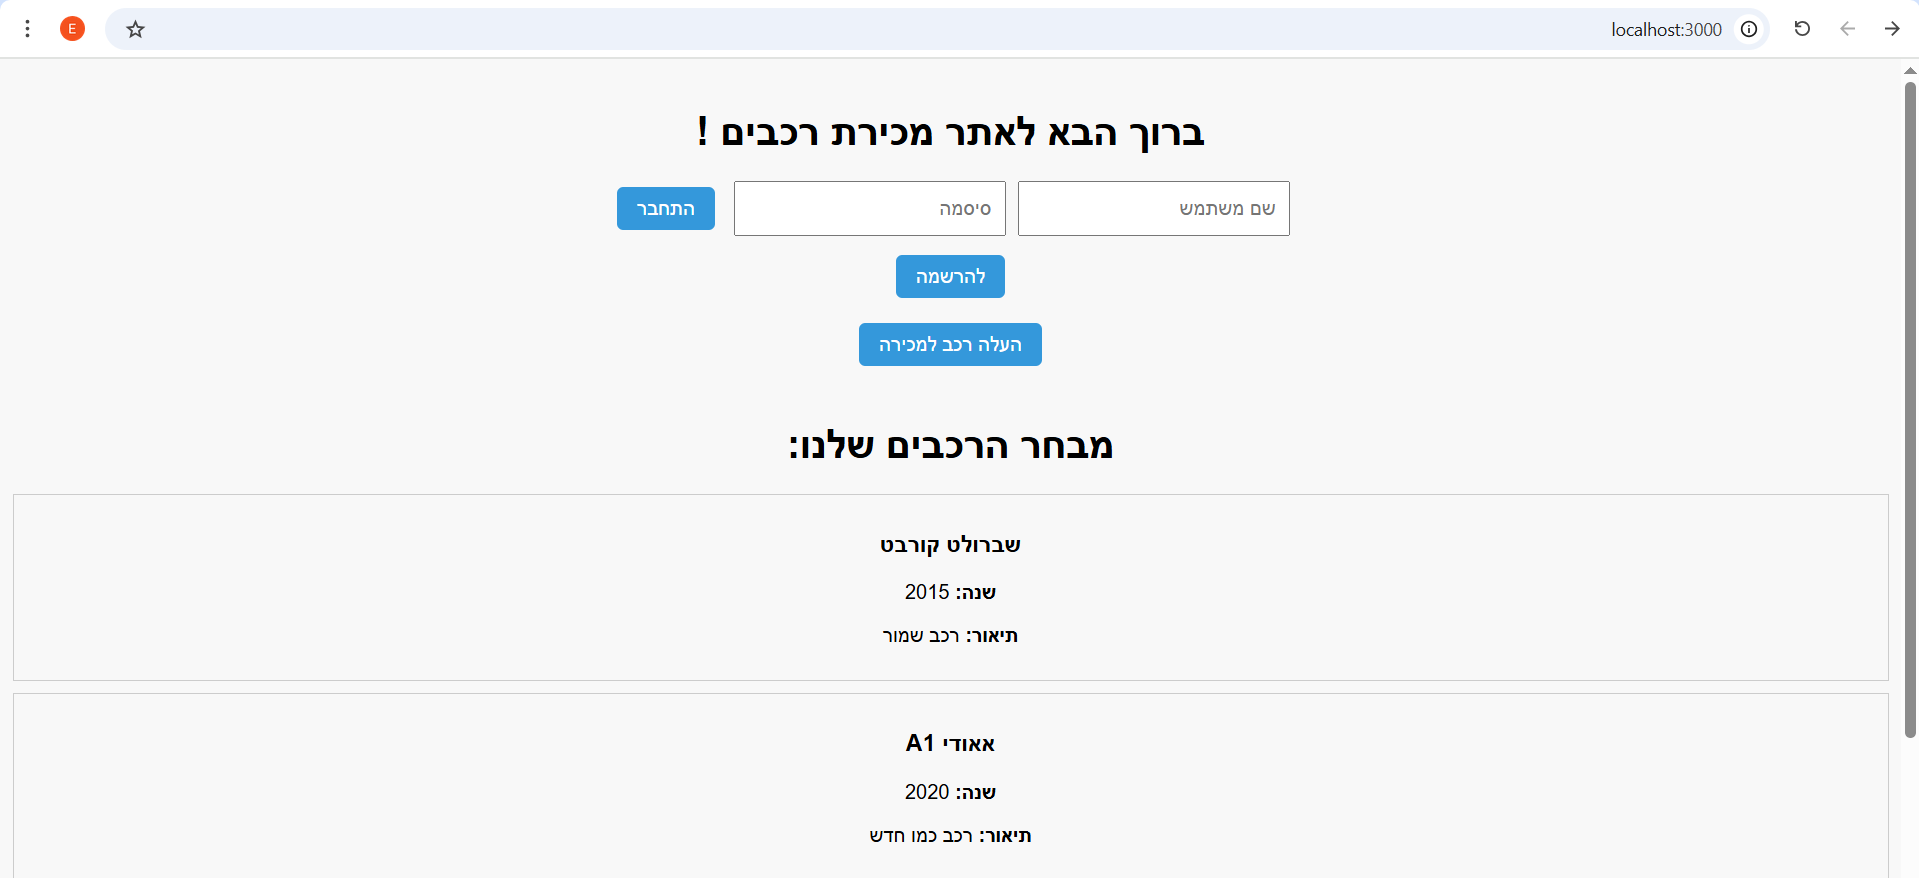 E
localhost:3000
ברוך הבא לאתר מכירת רכבים !
שם משתמש
סיסמה
התחבר
להרשמה
העלה רכב למכירה
מבחר הרכבים שלנו:
שברולט קורבט
שנה: 2015
תיאור: רכב שמור
אאודי A1
שנה: 2020
תיאור: רכב כמו חדש